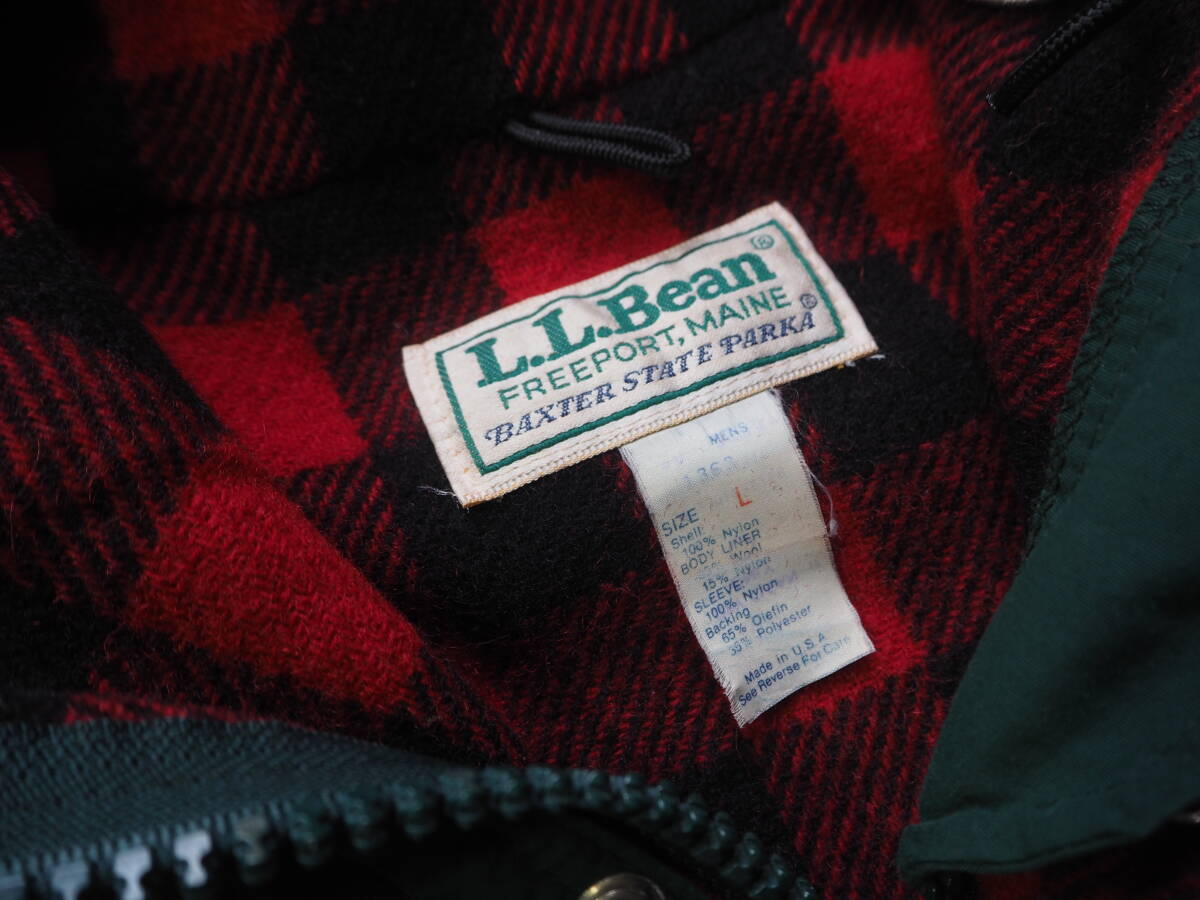 L.L.Bean®
FREEPORT, MAINE
BAXTER STATE PARKA®
MENS
SIZE L
Shell:
100% Nylon
BODY LINER
Wool
15% Nylon
SLEEVE:
100% Nylon
Backing
65% Olefin
35% Polyester
Made in U.S.A.
See Reverse For Care